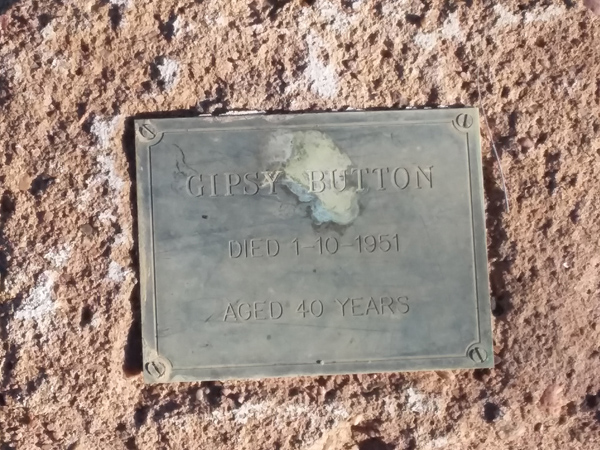 GIPSY BUTTON
DIED 1-10-1951
AGED 40 YEARS